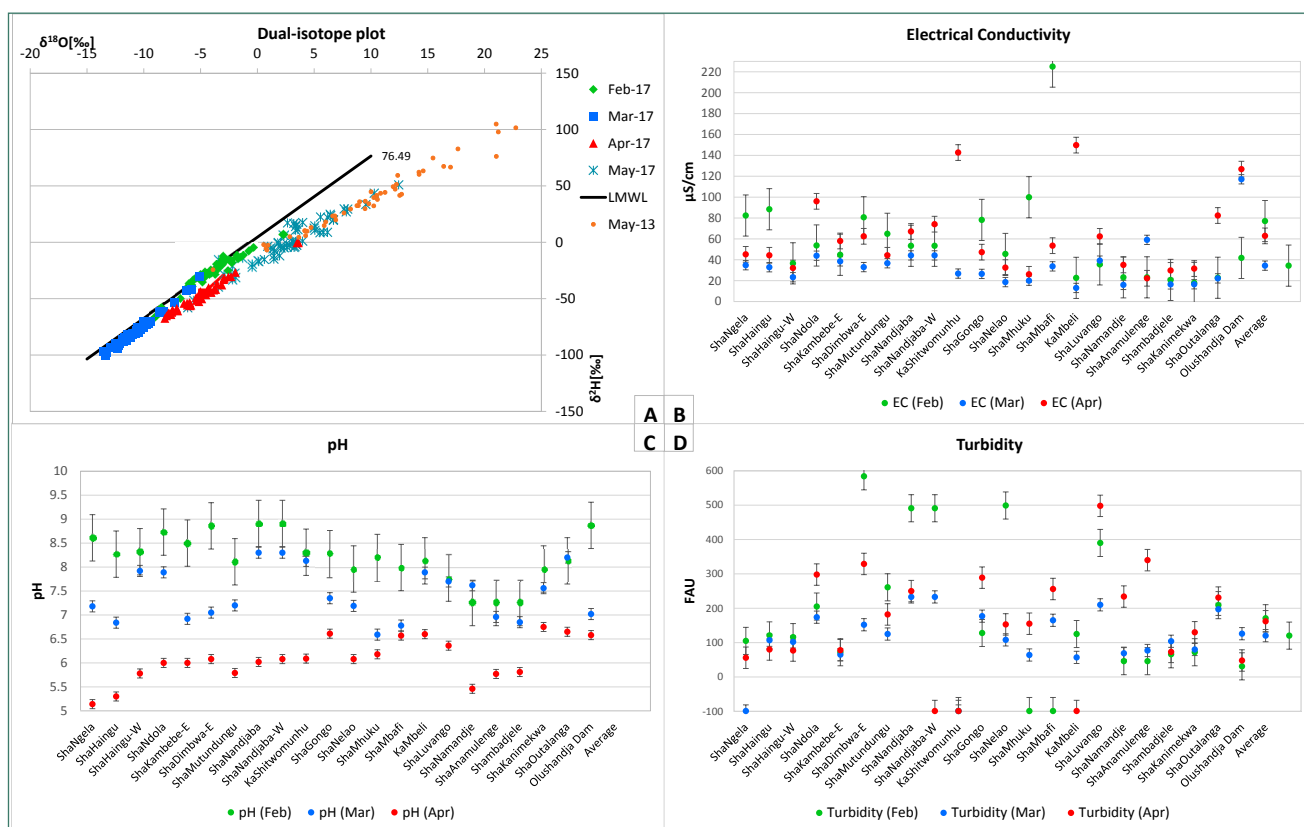 Dual-isotope plot
δ¹⁸O[‰]
-20 -15 -10 -5 0 5 10 15 20 25
150
100
50
0
-50
-100
-150
δ²H[‰]
76.49
Feb-17
Mar-17
Apr-17
May-17
LMWL
May-13
A B
C D
Electrical Conductivity
µS/cm
220
200
180
160
140
120
100
80
60
40
20
0
ShaNgela
ShaHaingu
ShaHaingu-W
ShaNdola
ShaKambebe-E
ShaDimbwa-E
ShaMutundungu
ShaNandjaba
ShaNandjaba-W
KaShitwomunhu
ShaGongo
ShaNelao
ShaMhuku
ShaMbafi
KaMbeli
ShaLuvango
ShaNamandje
ShaAnamulenge
Shambadjele
ShaKanimekwa
ShaOutalanga
Olushandja Dam
Average
EC (Feb) EC (Mar) EC (Apr)
pH
pH
10
9.5
9
8.5
8
7.5
7
6.5
6
5.5
5
ShaNgela
ShaHaingu
ShaHaingu-W
ShaNdola
ShaKambebe-E
ShaDimbwa-E
ShaMutundungu
ShaNandjaba
ShaNandjaba-W
KaShitwomunhu
ShaGongo
ShaNelao
ShaMhuku
ShaMbafi
KaMbeli
ShaLuvango
ShaNamandje
ShaAnamulenge
Shambadjele
ShaKanimekwa
ShaOutalanga
Olushandja Dam
Average
pH (Feb) pH (Mar) pH (Apr)
Turbidity
FAU
600
500
400
300
200
100
0
-100
ShaNgela
ShaHaingu
ShaHaingu-W
ShaNdola
ShaKambebe-E
ShaDimbwa-E
ShaMutundungu
ShaNandjaba
ShaNandjaba-W
KaShitwomunhu
ShaGongo
ShaNelao
ShaMhuku
ShaMbafi
KaMbeli
ShaLuvango
ShaNamandje
ShaAnamulenge
Shambadjele
ShaKanimekwa
ShaOutalanga
Olushandja Dam
Average
Turbidity (Feb) Turbidity (Mar) Turbidity (Apr)